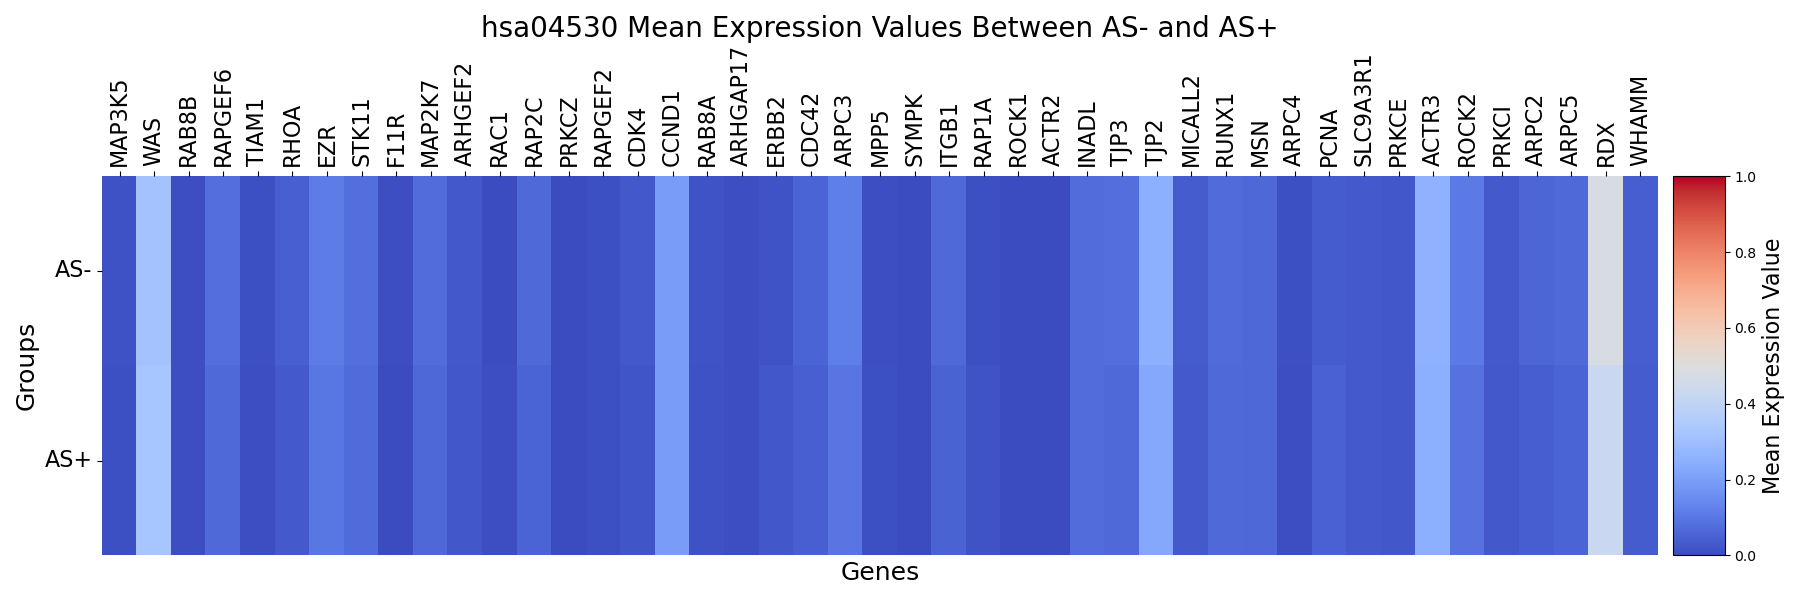 hsa04530 Mean Expression Values Between AS- and AS+
MAP3K5
WAS
RAB8B
RAPGEF6
TIAM1
RHOA
EZR
STK11
F11R
MAP2K7
ARHGEF2
RAC1
RAP2C
PRKCZ
RAPGEF2
CDK4
CCND1
RAB8A
ARHGAP17
ERBB2
CDC42
ARPC3
MPP5
SYMPK
ITGB1
RAP1A
ROCK1
ACTR2
INADL
TJP3
TJP2
MICALL2
RUNX1
MSN
ARPC4
PCNA
SLC9A3R1
PRKCE
ACTR3
ROCK2
PRKCI
ARPC2
ARPC5
RDX
WHAMM
Groups
AS-
AS+
Genes
1.0
0.8
0.6
0.4
0.2
0.0
Mean Expression Value